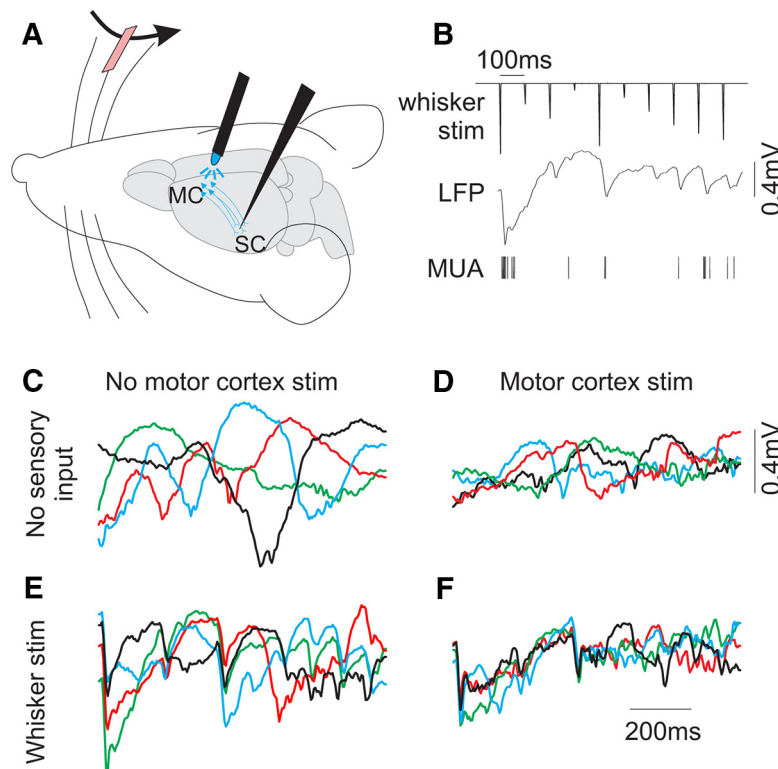 A
MC
SC
B
100ms
whisker
stim
LFP
0.4mV
MUA
C
No motor cortex stim
D
Motor cortex stim
No sensory
input
0.4mV
E
F
Whisker stim
200ms